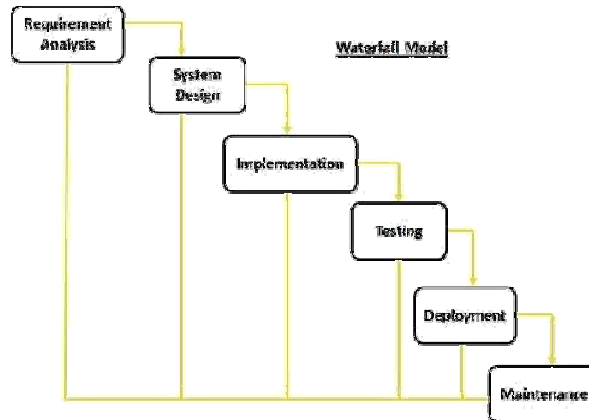 Requirement
Analysis
Waterfall Model
System
Design
Implementation
Testing
Deployment
Maintenance